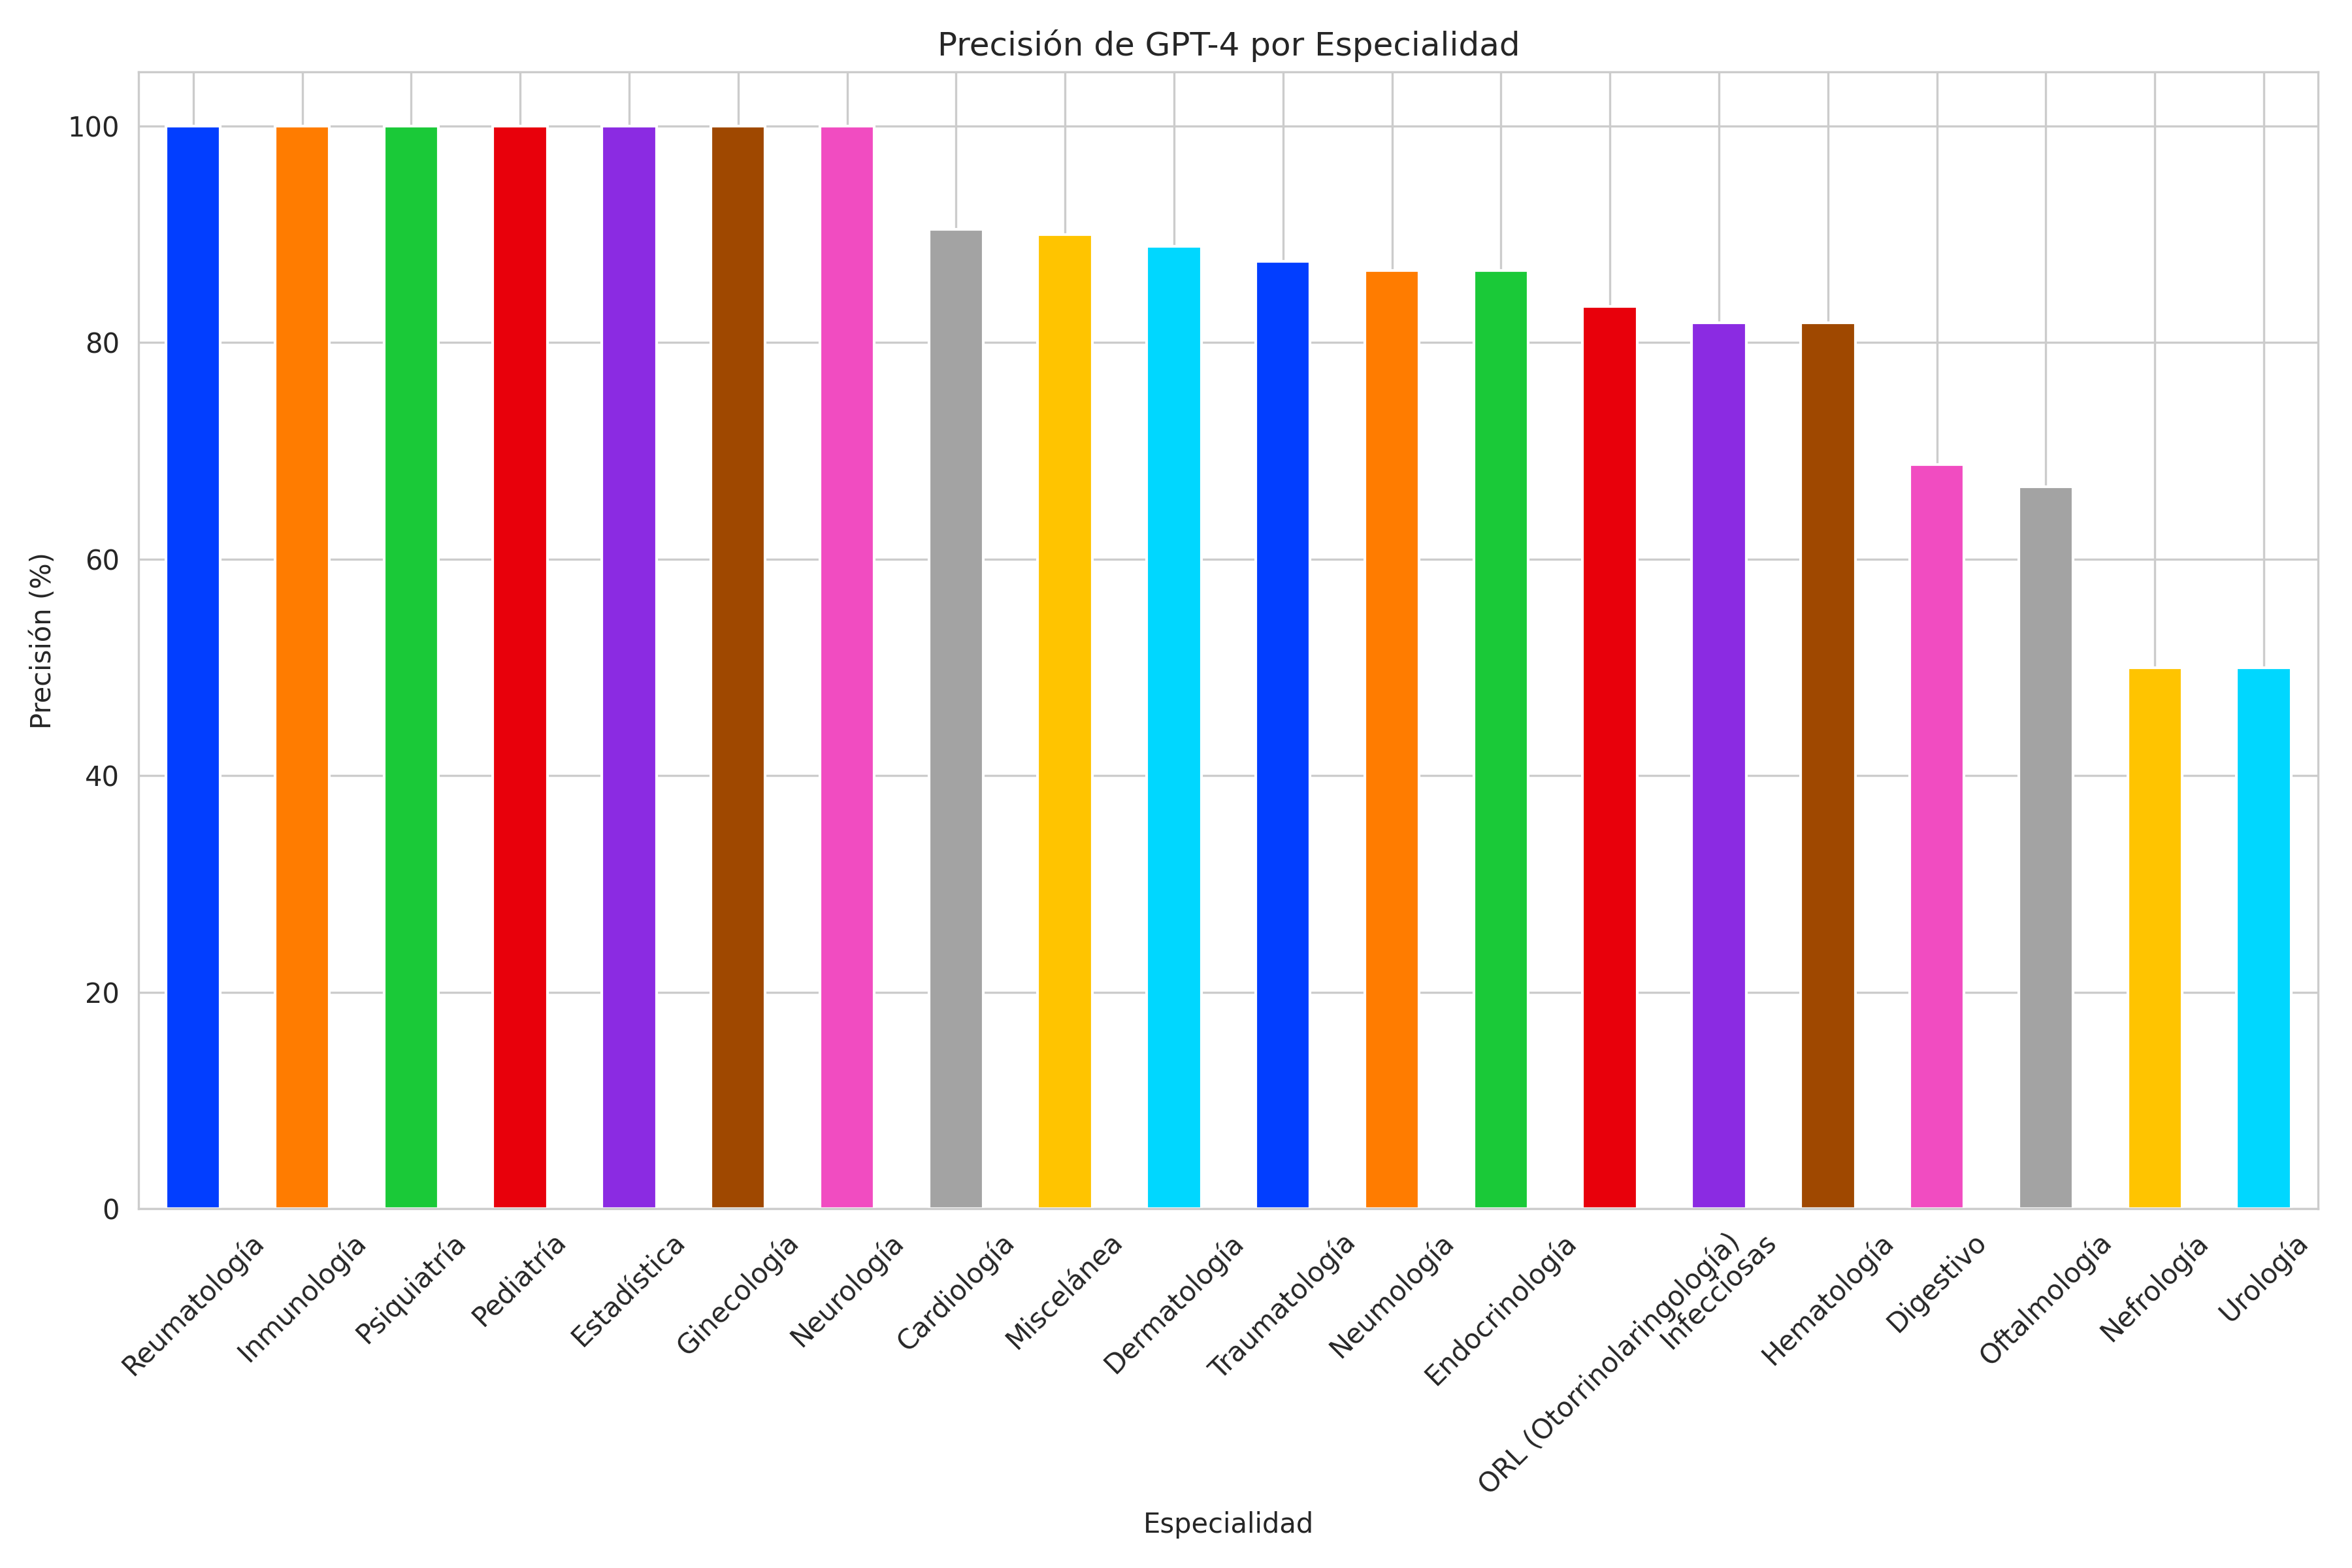 Precisión de GPT-4 por Especialidad
Precisión (%)
100
80
60
40
20
0
Reumatología
Inmunología
Psiquiatría
Pediatría
Estadística
Ginecología
Neurología
Cardiología
Miscelánea
Dermatología
Traumatología
Neumología
Endocrinología
ORL (Otorrinolaringología)
Infecciosas
Hematología
Digestivo
Oftalmología
Nefrología
Urología
Especialidad